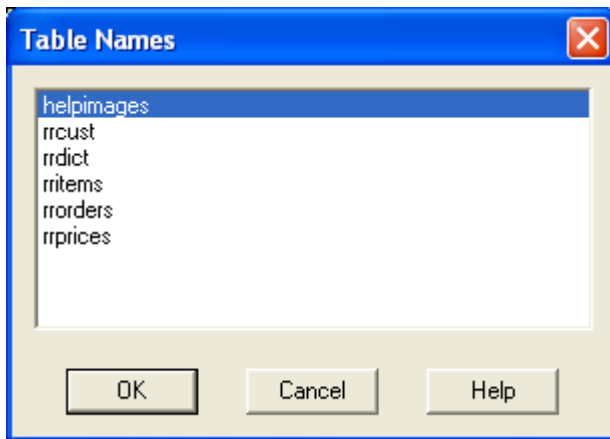 Table Names
helpimages
rrcust
rrdict
rritems
rrorders
rrprices
OK
Cancel
Help